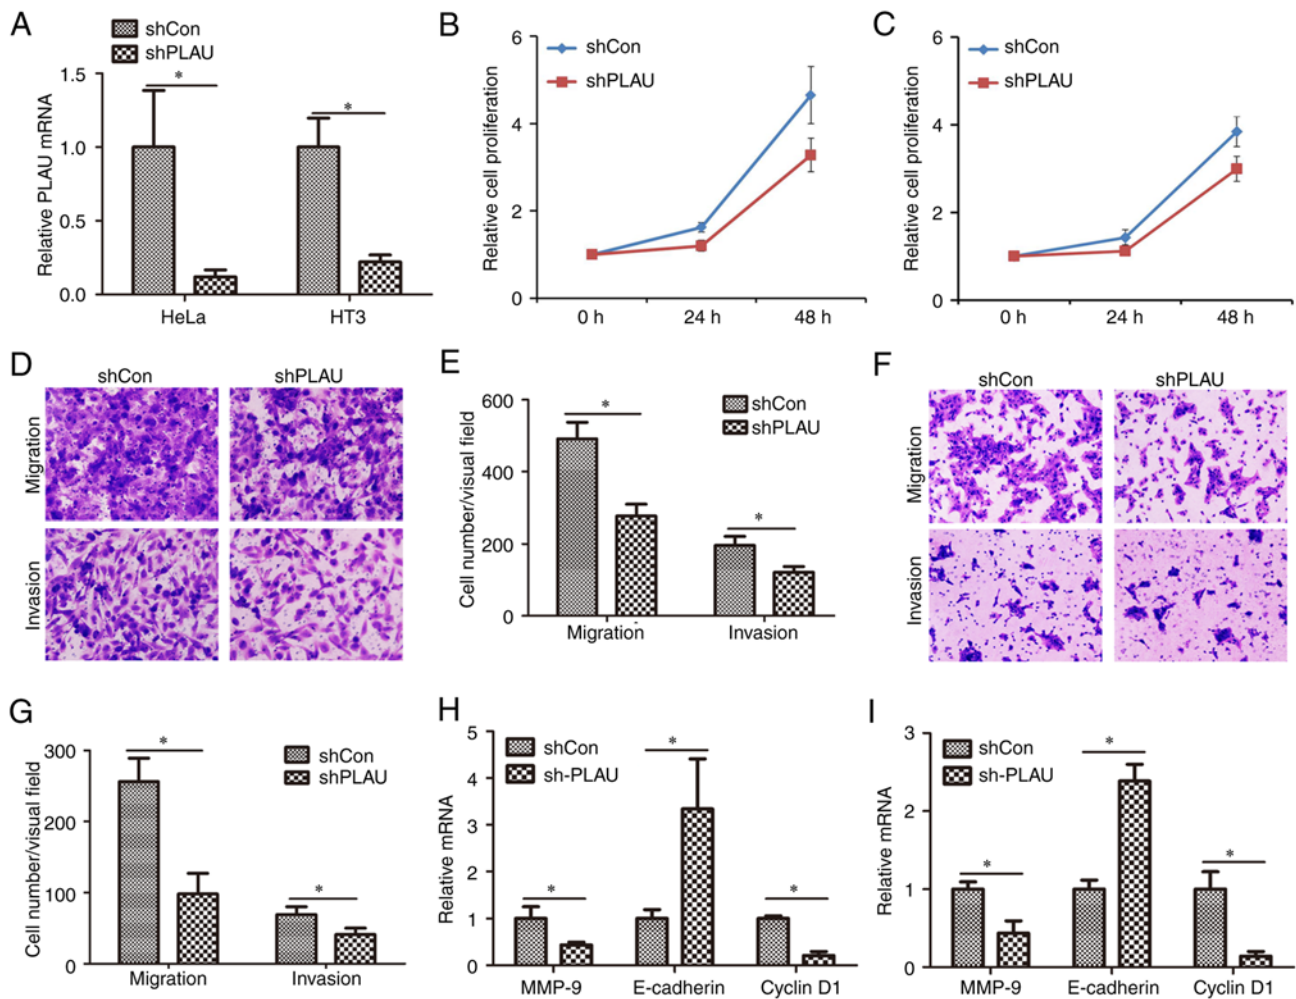 A
shCon
shPLAU
Relative PLAU mRNA
1.5
1.0
0.5
0.0
*
*
HeLa
HT3
B
shCon
shPLAU
Relative cell proliferation
6
4
2
0
0 h
24 h
48 h
C
shCon
shPLAU
Relative cell proliferation
6
4
2
0
0 h
24 h
48 h
D
shCon
shPLAU
Migration
Invasion
E
shCon
shPLAU
Cell number/visual field
600
400
200
0
*
*
Migration
Invasion
F
shCon
shPLAU
Migration
Invasion
G
shCon
shPLAU
Cell number/visual field
300
200
100
0
*
*
Migration
Invasion
H
shCon
sh-PLAU
Relative mRNA
5
4
3
2
1
0
*
*
*
MMP-9
E-cadherin
Cyclin D1
I
shCon
sh-PLAU
Relative mRNA
3
2
1
0
*
*
*
MMP-9
E-cadherin
Cyclin D1